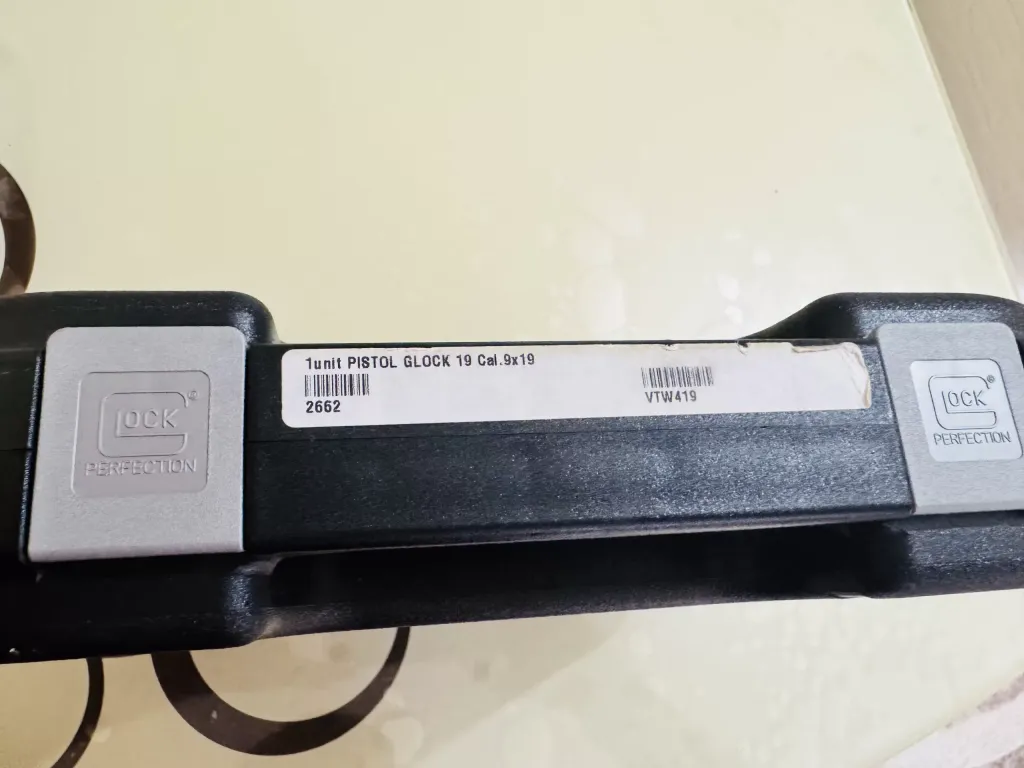 1unit PISTOL GLOCK 19 Cal.9x19
2662
VTW419
GLOCK
PERFECTION
GLOCK
PERFECTION